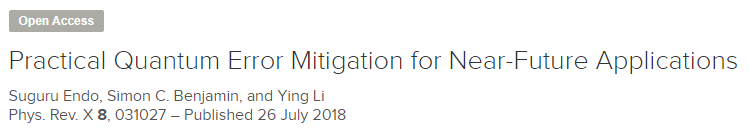 Open Access
Practical Quantum Error Mitigation for Near-Future Applications
Suguru Endo, Simon C. Benjamin, and Ying Li
Phys. Rev. X 8, 031027 – Published 26 July 2018